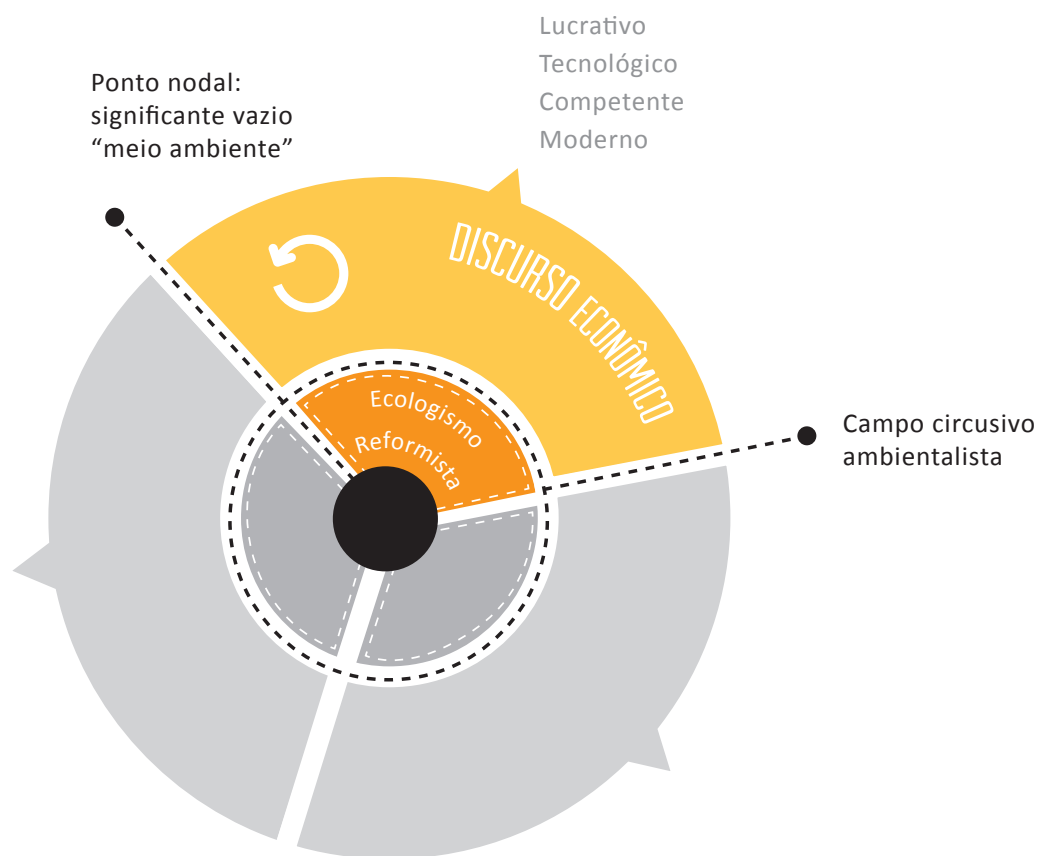 Lucrativo
Tecnológico
Competente
Moderno
Ponto nodal:
significante vazio
“meio ambiente”
DISCURSO ECONÔMICO
Ecologismo
Reformista
Campo circusivo
ambientalista